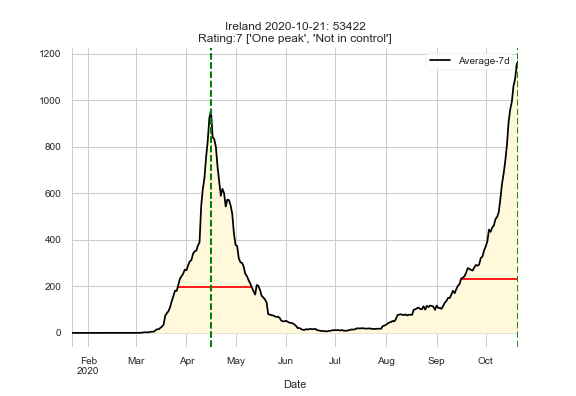 Ireland 2020-10-21: 53422
Rating:7 ['One peak', 'Not in control']
Average-7d
1200
1000
800
600
400
200
0
Feb Mar Apr May Jun Jul Aug Sep Oct
2020
Date